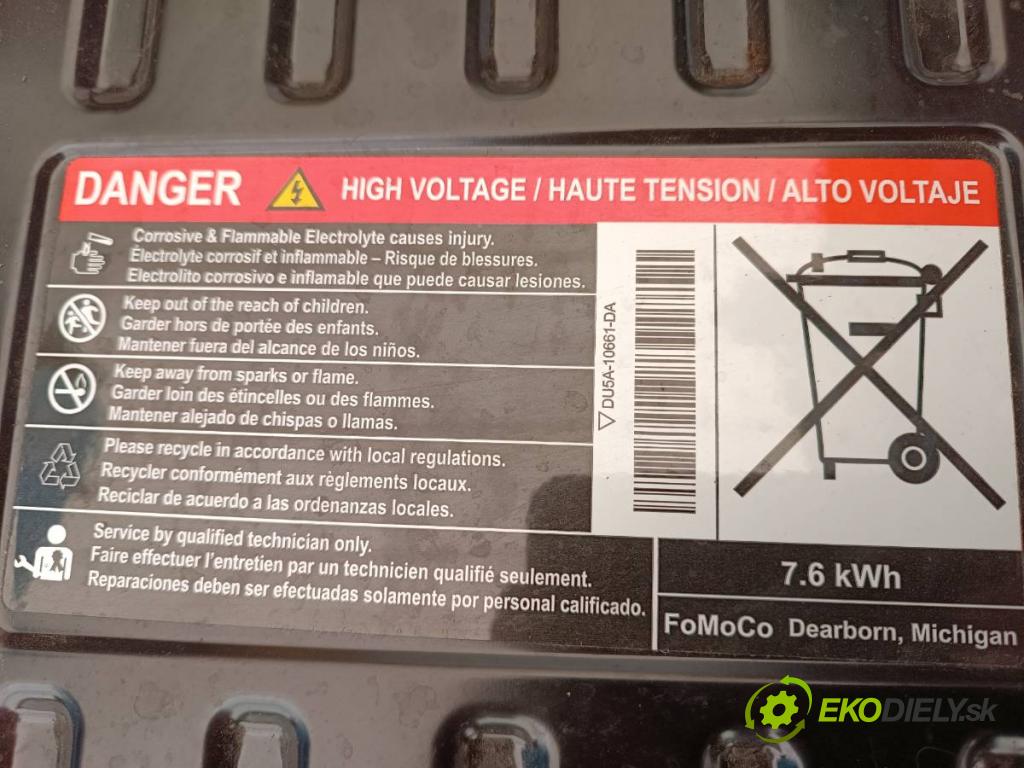 DANGER HIGH VOLTAGE / HAUTE TENSION / ALTO VOLTAJE
Corrosive & Flammable Electrolyte causes injury.
Électrolyte corrosif et inflammable – Risque de blessures.
Electrolito corrosivo e inflamable que puede causar lesiones.
Keep out of the reach of children.
Garder hors de portée des enfants.
Mantener fuera del alcance de los niños.
Keep away from sparks or flame.
Garder loin des étincelles ou des flammes.
Mantener alejado de chispas o llamas.
Please recycle in accordance with local regulations.
Recycler conformément aux règlements locaux.
Reciclar de acuerdo a las ordenanzas locales.
Service by qualified technician only.
Faire effectuer l'entretien par un technicien qualifié seulement.
Reparaciones deben ser efectuadas solamente por personal calificado.
DU5A-10661-DA
7.6 kWh
FoMoCo Dearborn, Michigan
EKODIELY.sk